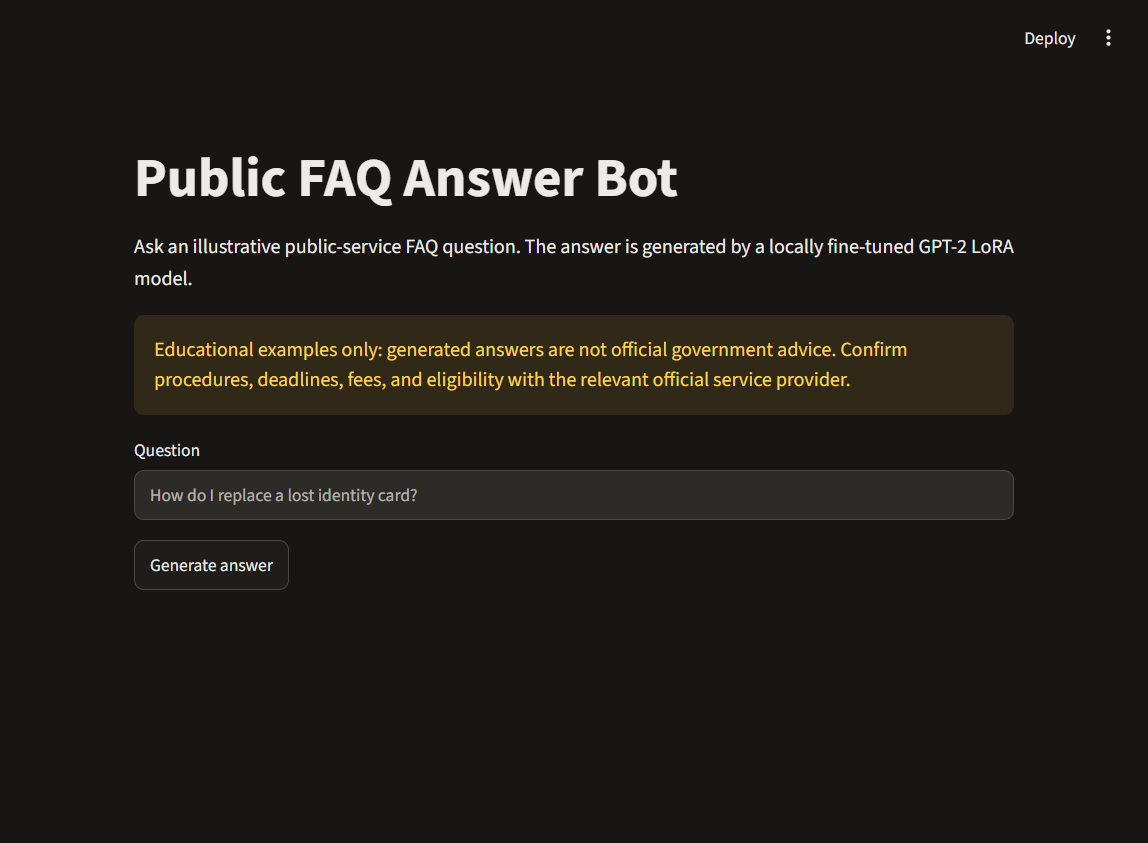 Deploy
Public FAQ Answer Bot
Ask an illustrative public-service FAQ question. The answer is generated by a locally fine-tuned GPT-2 LoRA
model.
Educational examples only: generated answers are not official government advice. Confirm
procedures, deadlines, fees, and eligibility with the relevant official service provider.
Question
How do I replace a lost identity card?
Generate answer